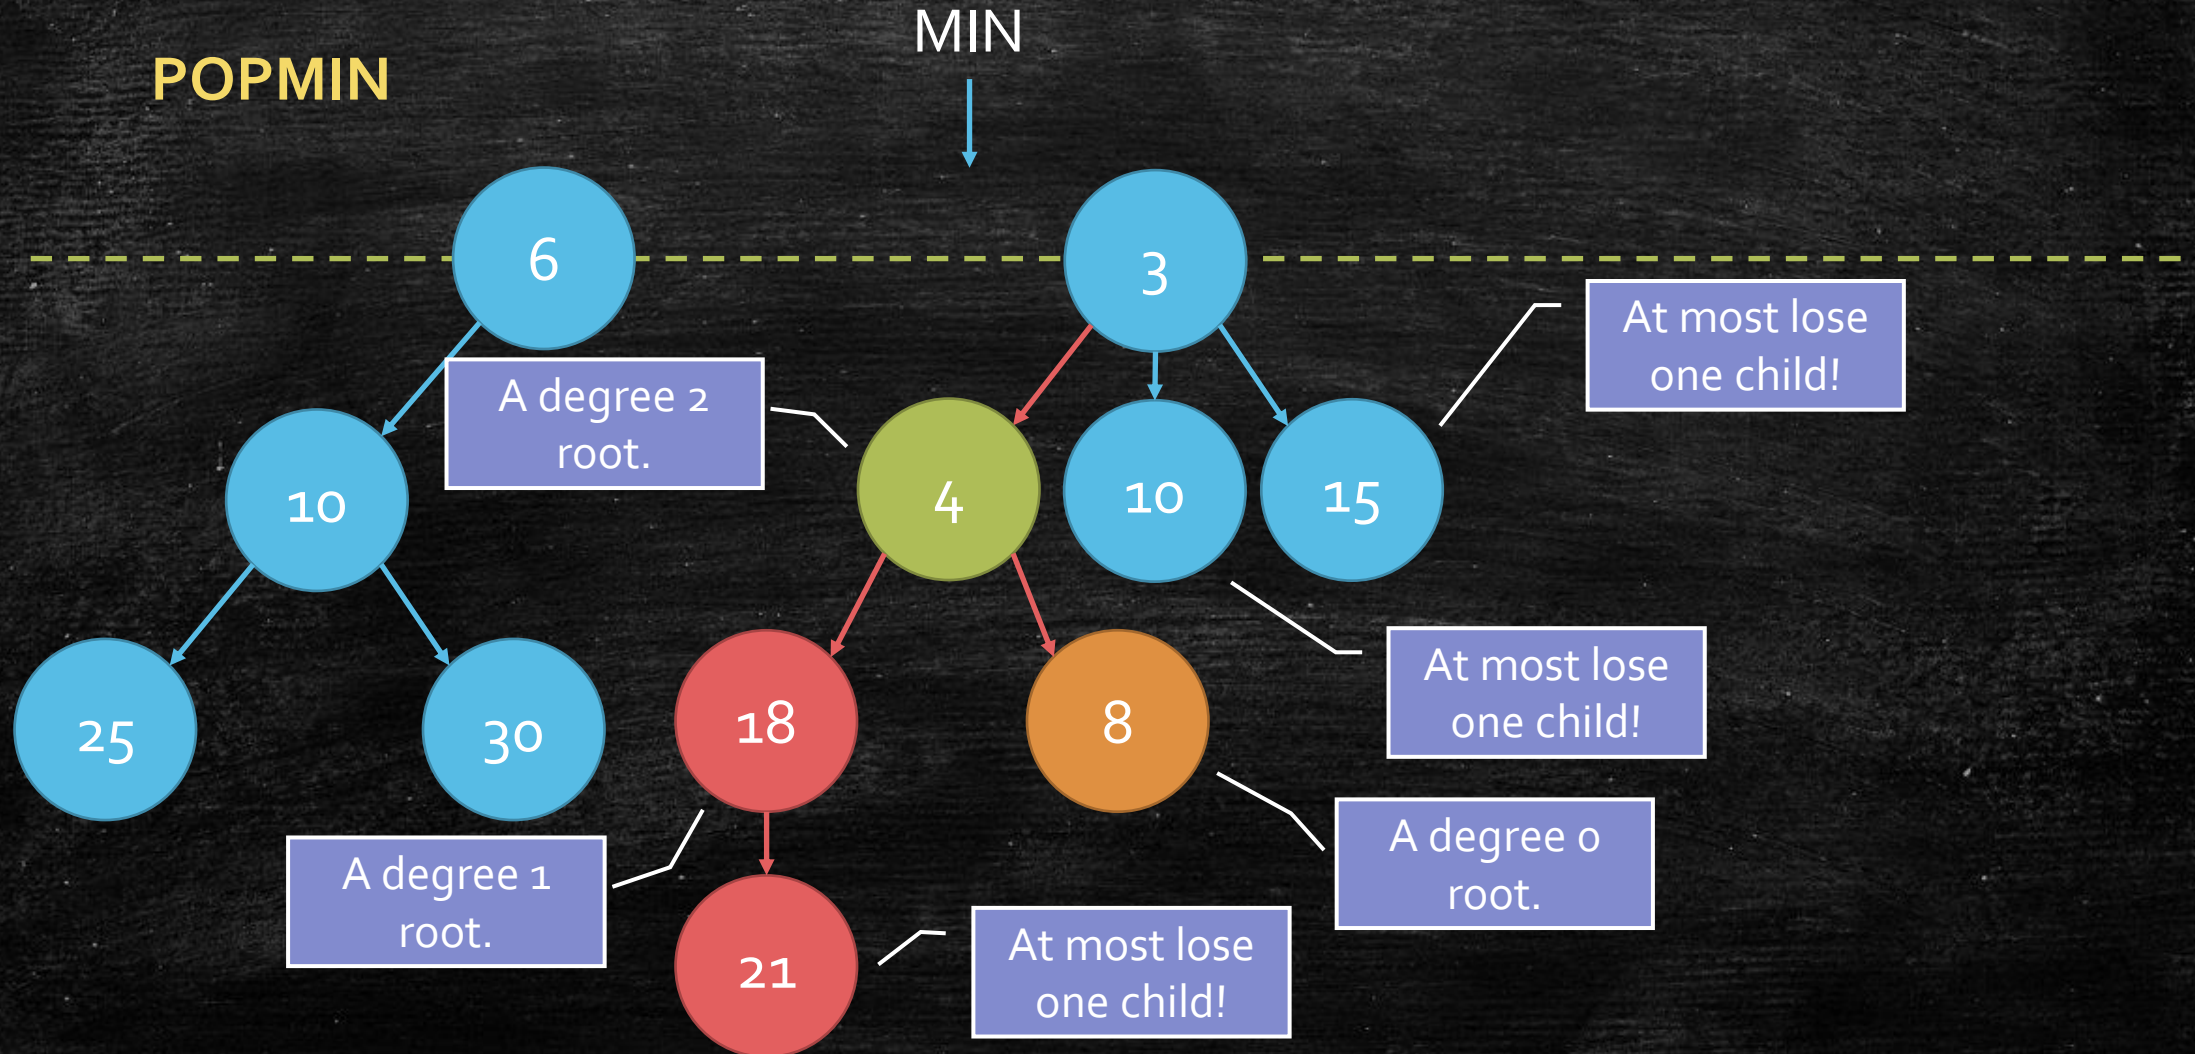 MIN
POPMIN
6
3
At most lose
one child!
A degree 2
root.
10
4
10
15
At most lose
one child!
25
30
18
8
A degree 1
root.
A degree 0
root.
21
At most lose
one child!